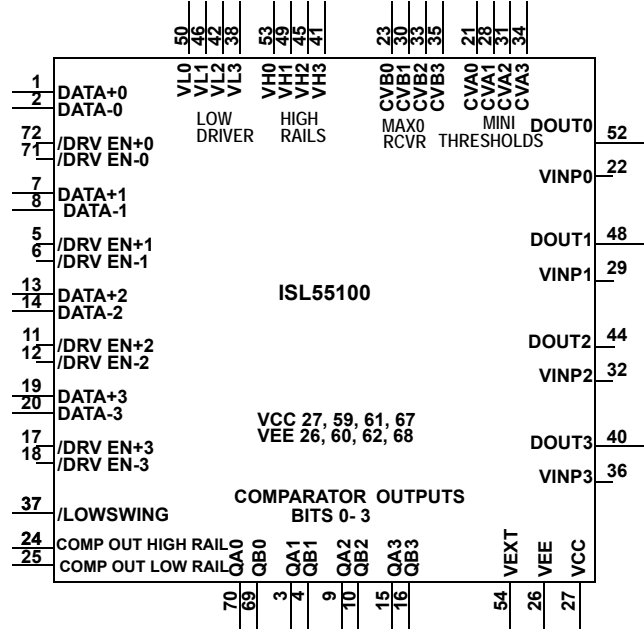 50 46 42 38 53 49 45 41 23 30 33 35 21 28 31 34
VL0 VL1 VL2 VL3 VH0 VH1 VH2 VH3 CVB0 CVB1 CVB2 CVB3 CVA0 CVA1 CVA2 CVA3
1 DATA+0
2 DATA-0
LOW HIGH MAX0 MINI
DRIVER RAILS RCVR THRESHOLDS
DOUT0 52
72 /DRV EN+0
71 /DRV EN-0
VINP0 22
7 DATA+1
8 DATA-1
5 /DRV EN+1
6 /DRV EN-1
DOUT1 48
VINP1 29
13 DATA+2
14 DATA-2
ISL55100
11 /DRV EN+2
12 /DRV EN-2
DOUT2 44
VINP2 32
19 DATA+3
20 DATA-3
VCC 27, 59, 61, 67
VEE 26, 60, 62, 68
17 /DRV EN+3
18 /DRV EN-3
DOUT3 40
VINP3 36
COMPARATOR OUTPUTS
BITS 0- 3
37 /LOWSWING
24 COMP OUT HIGH RAIL
25 COMP OUT LOW RAIL
QA0 QB0 QA1 QB1 QA2 QB2 QA3 QB3 VEXT VEE VCC
70 69 3 4 9 10 15 16 54 26 27